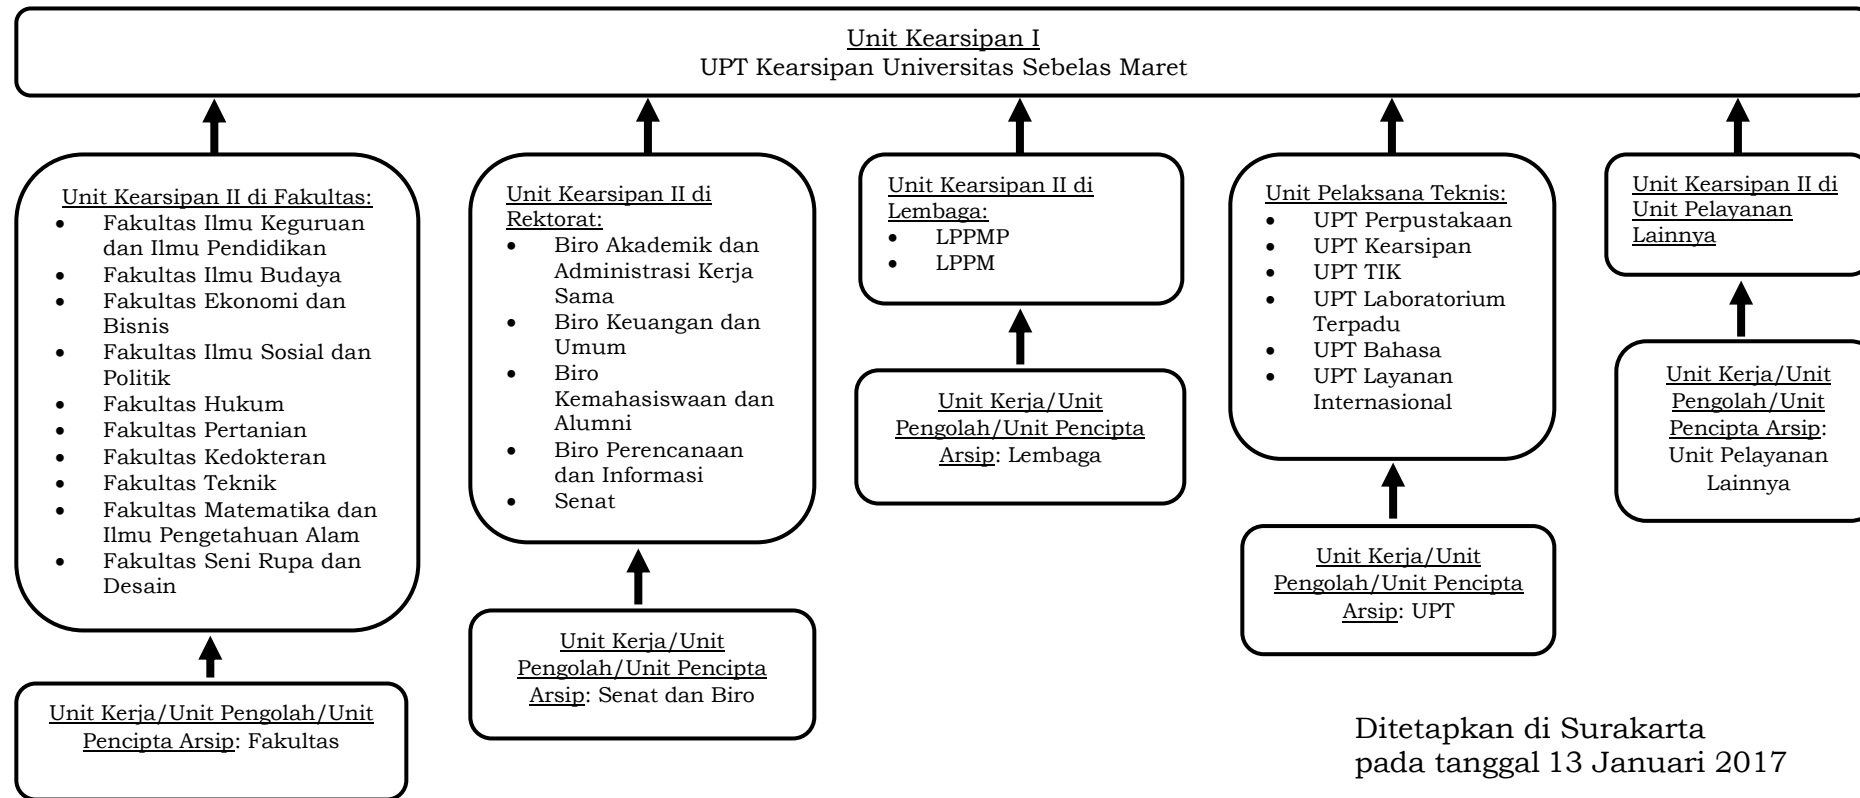 Unit Kearsipan I
UPT Kearsipan Universitas Sebelas Maret
Unit Kearsipan II di Fakultas:
• Fakultas Ilmu Keguruan
dan Ilmu Pendidikan
• Fakultas Ilmu Budaya
• Fakultas Ekonomi dan
Bisnis
• Fakultas Ilmu Sosial dan
Politik
• Fakultas Hukum
• Fakultas Pertanian
• Fakultas Kedokteran
• Fakultas Teknik
• Fakultas Matematika dan
Ilmu Pengetahuan Alam
• Fakultas Seni Rupa dan
Desain
Unit Kerja/Unit Pengolah/Unit
Pencipta Arsip: Fakultas
Unit Kearsipan II di
Rektorat:
• Biro Akademik dan
Administrasi Kerja
Sama
• Biro Keuangan dan
Umum
• Biro
Kemahasiswaan dan
Alumni
• Biro Perencanaan
dan Informasi
• Senat
Unit Kerja/Unit
Pengolah/Unit Pencipta
Arsip: Senat dan Biro
Unit Kearsipan II di
Lembaga:
• LPPMP
• LPPM
Unit Kerja/Unit
Pengolah/Unit Pencipta
Arsip: Lembaga
Unit Pelaksana Teknis:
• UPT Perpustakaan
• UPT Kearsipan
• UPT TIK
• UPT Laboratorium
Terpadu
• UPT Bahasa
• UPT Layanan
Internasional
Unit Kerja/Unit
Pengolah/Unit Pencipta
Arsip: UPT
Unit Kearsipan II di
Unit Pelayanan
Lainnya
Unit Kerja/Unit
Pengolah/Unit
Pencipta Arsip:
Unit Pelayanan
Lainnya
Ditetapkan di Surakarta
pada tanggal 13 Januari 2017